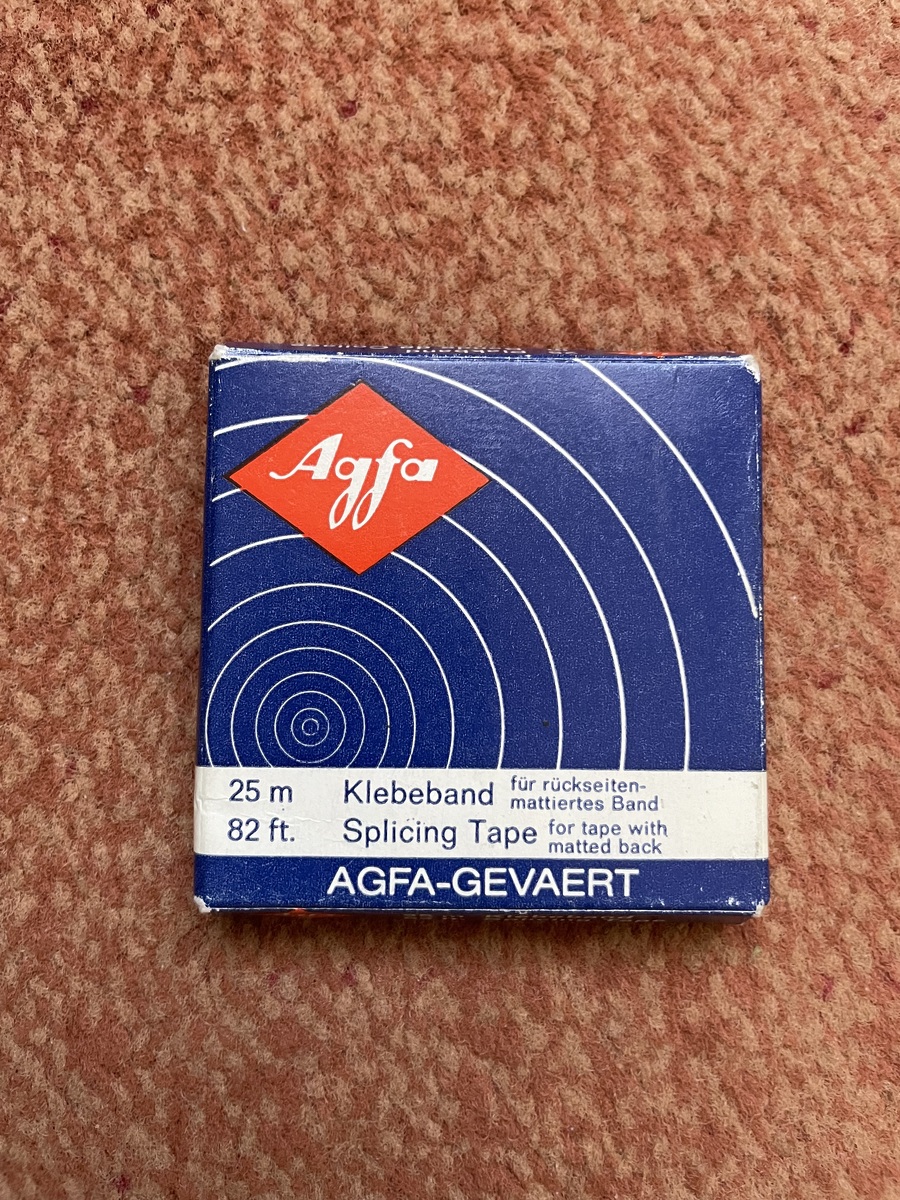 Agfa
25 m Klebeband für rückseiten-
mattiertes Band
82 ft. Splicing Tape for tape with
matted back
AGFA-GEVAERT